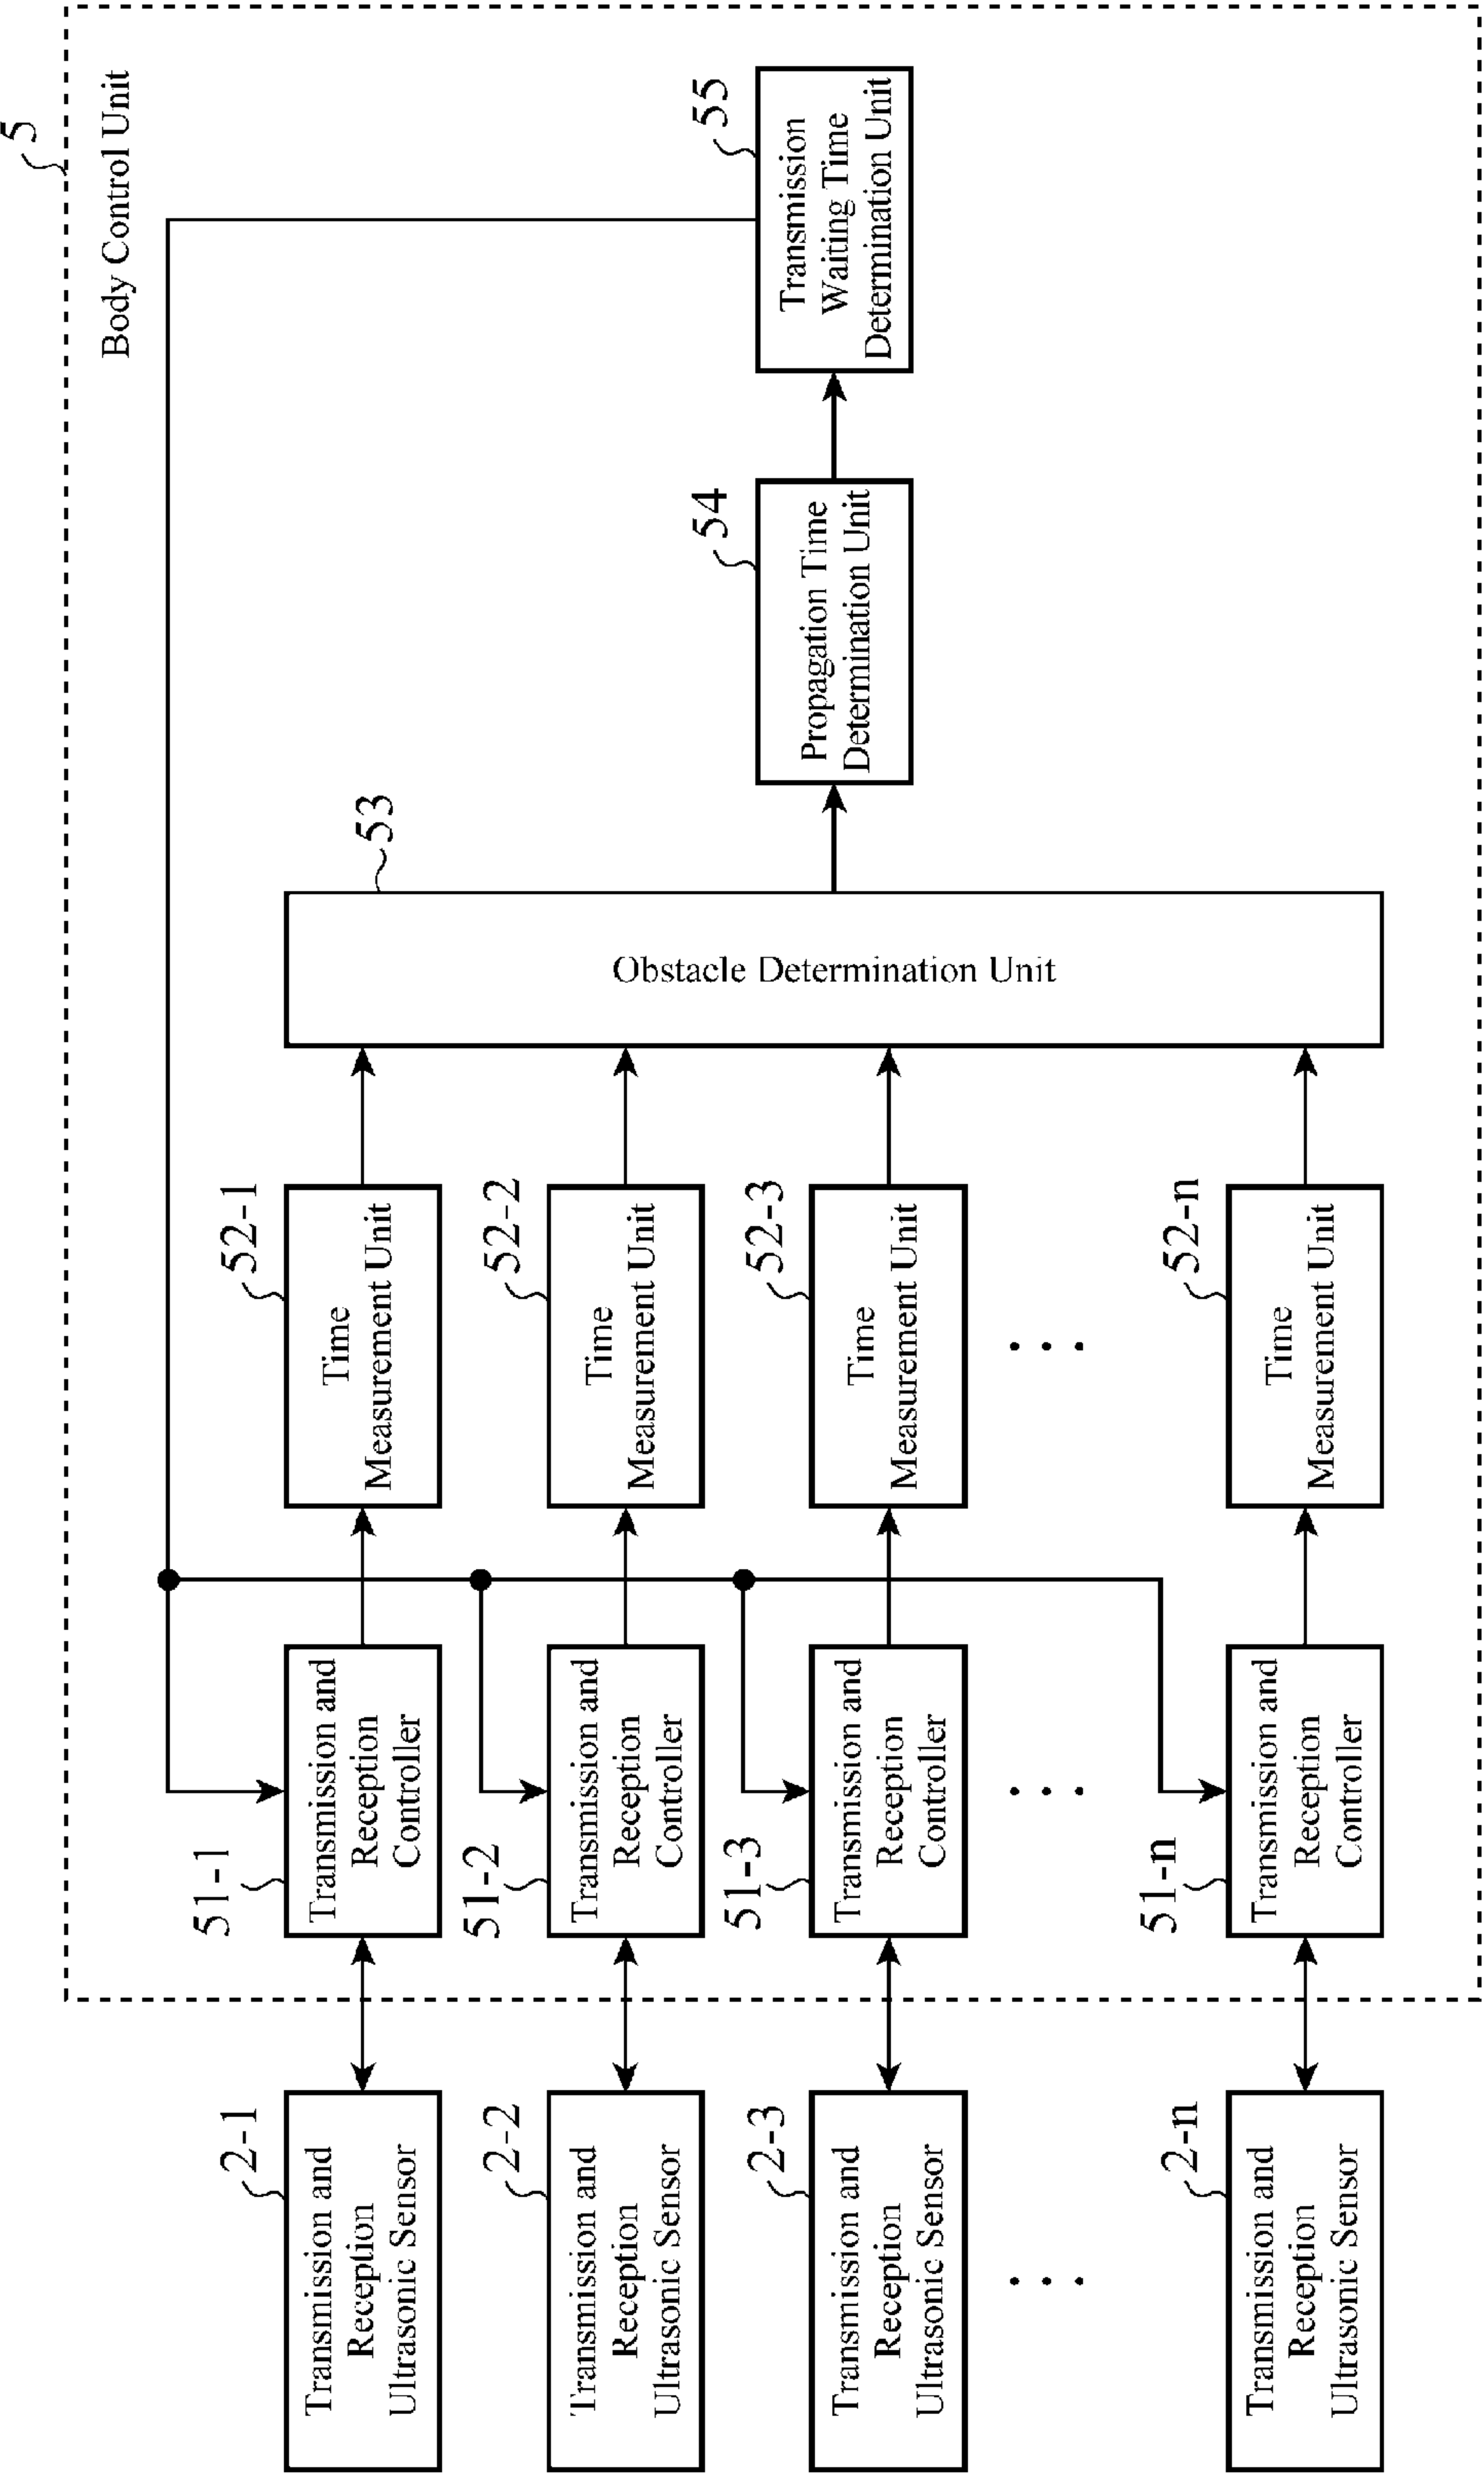 5
Body Control Unit
2-1
Transmission and
Reception
Ultrasonic Sensor
51-1
Transmission and
Reception
Controller
52-1
Time
Measurement Unit
53
Obstacle Determination Unit
54
Propagation Time
Determination Unit
55
Transmission
Waiting Time
Determination Unit
2-2
Transmission and
Reception
Ultrasonic Sensor
51-2
Transmission and
Reception
Controller
52-2
Time
Measurement Unit
2-3
Transmission and
Reception
Ultrasonic Sensor
51-3
Transmission and
Reception
Controller
52-3
Time
Measurement Unit
2-n
Transmission and
Reception
Ultrasonic Sensor
51-n
Transmission and
Reception
Controller
52-n
Time
Measurement Unit